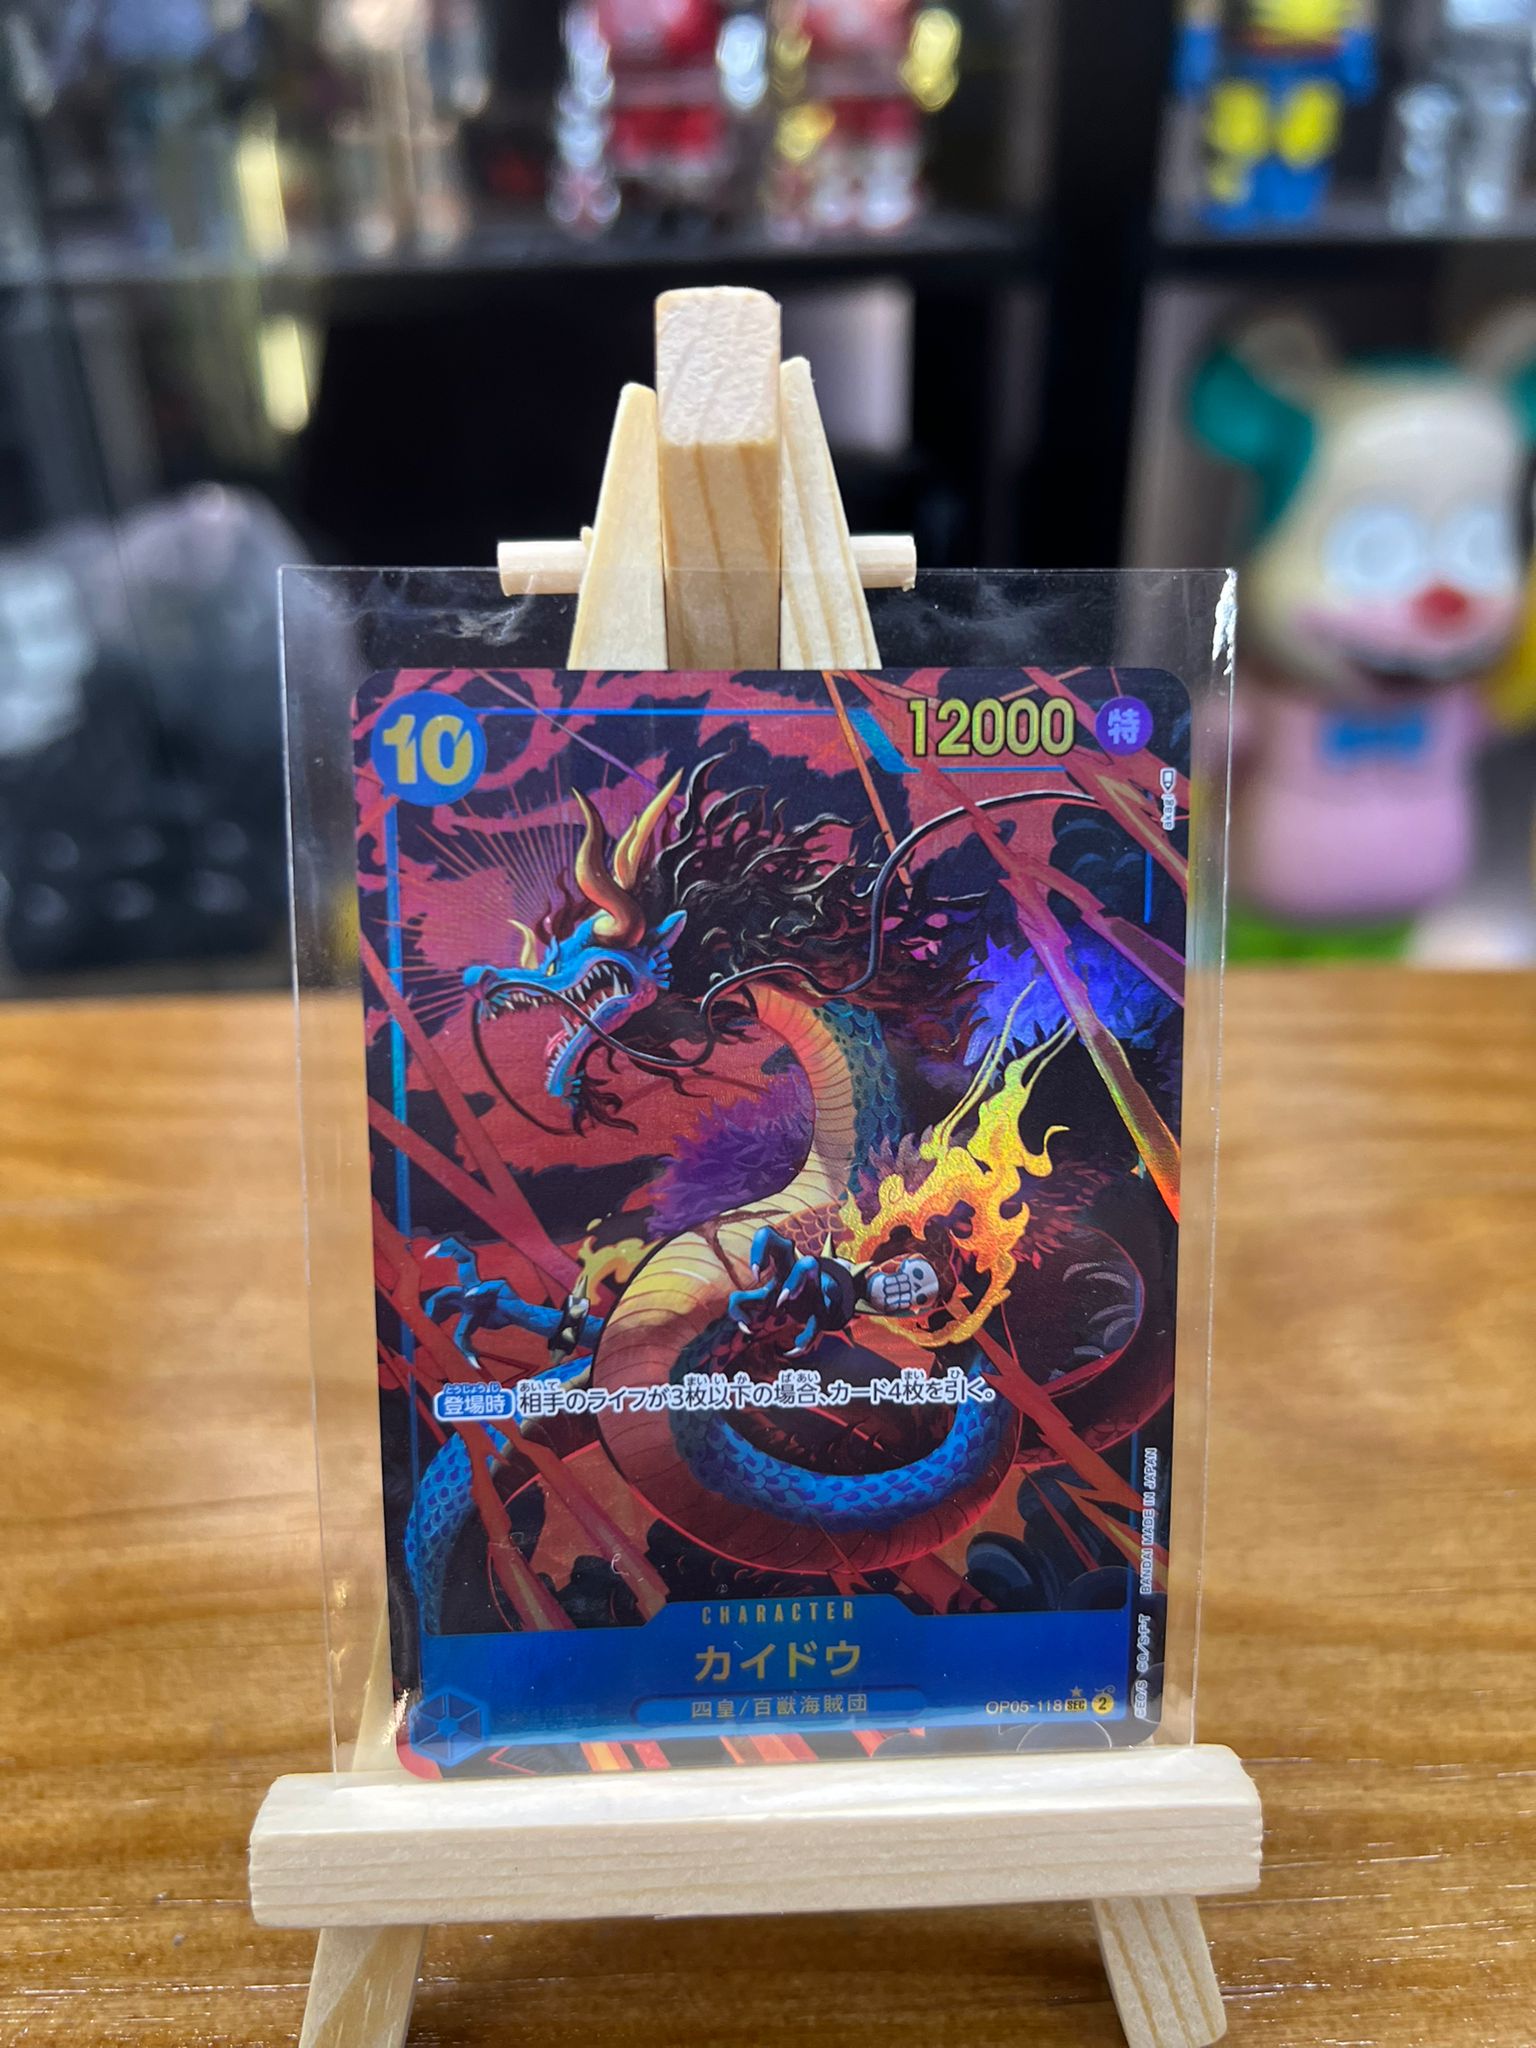 10
12000
特
akagi
登場時 相手のライフが3枚以下の場合、カード4枚を引く。
CHARACTER
カイドウ
四皇/百獣海賊団
OP05-118 SEC 2
BANDAI MADE IN JAPAN